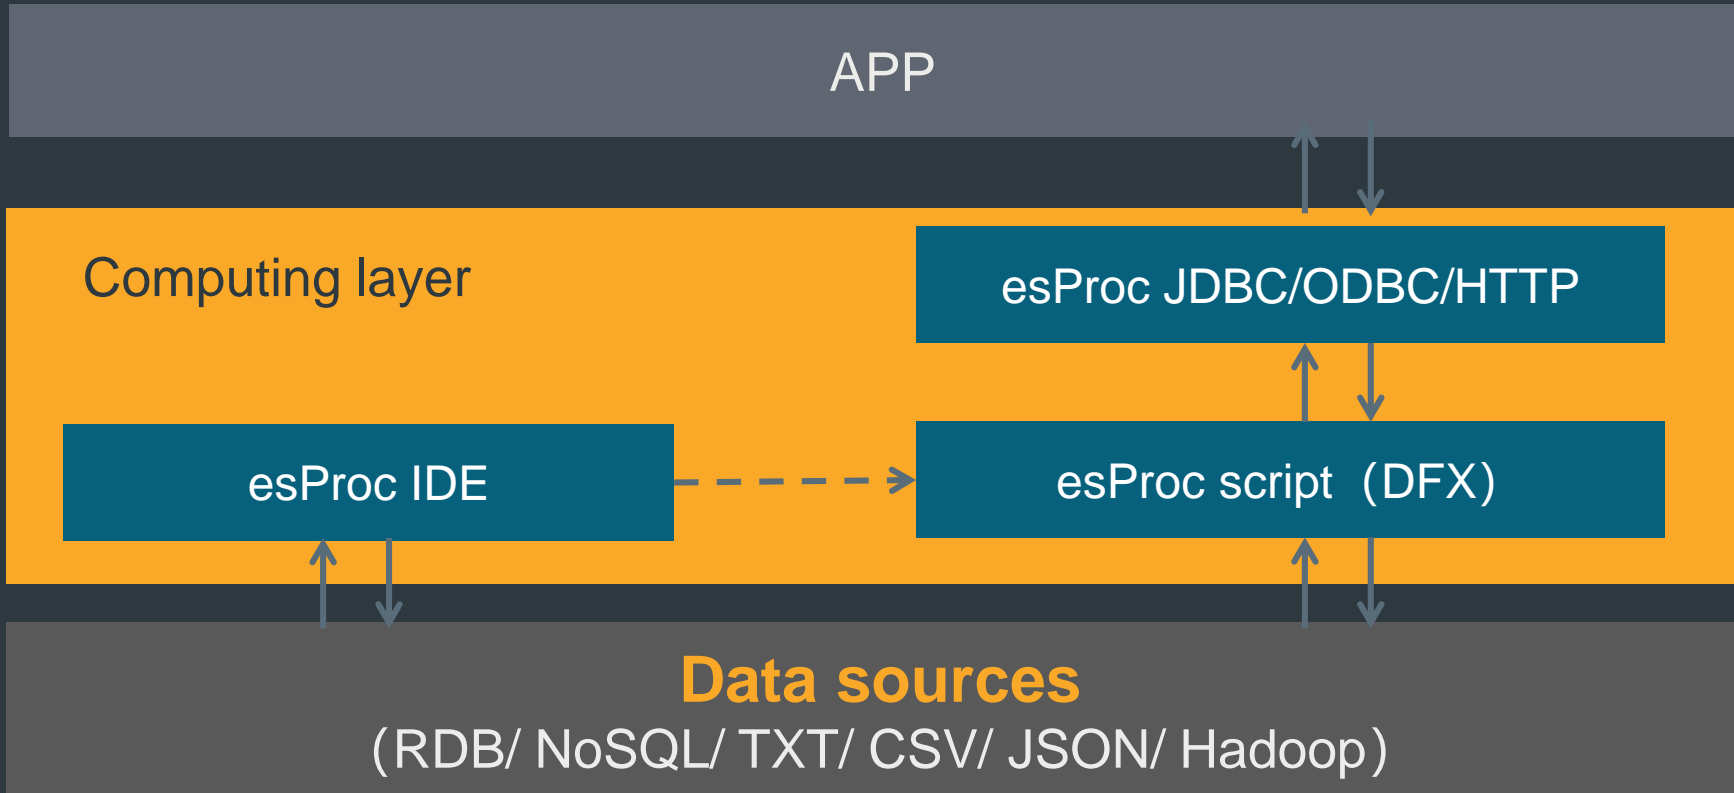 APP
Computing layer
esProc JDBC/ODBC/HTTP
esProc IDE
esProc script（DFX）
Data sources
（RDB/ NoSQL/ TXT/ CSV/ JSON/ Hadoop）